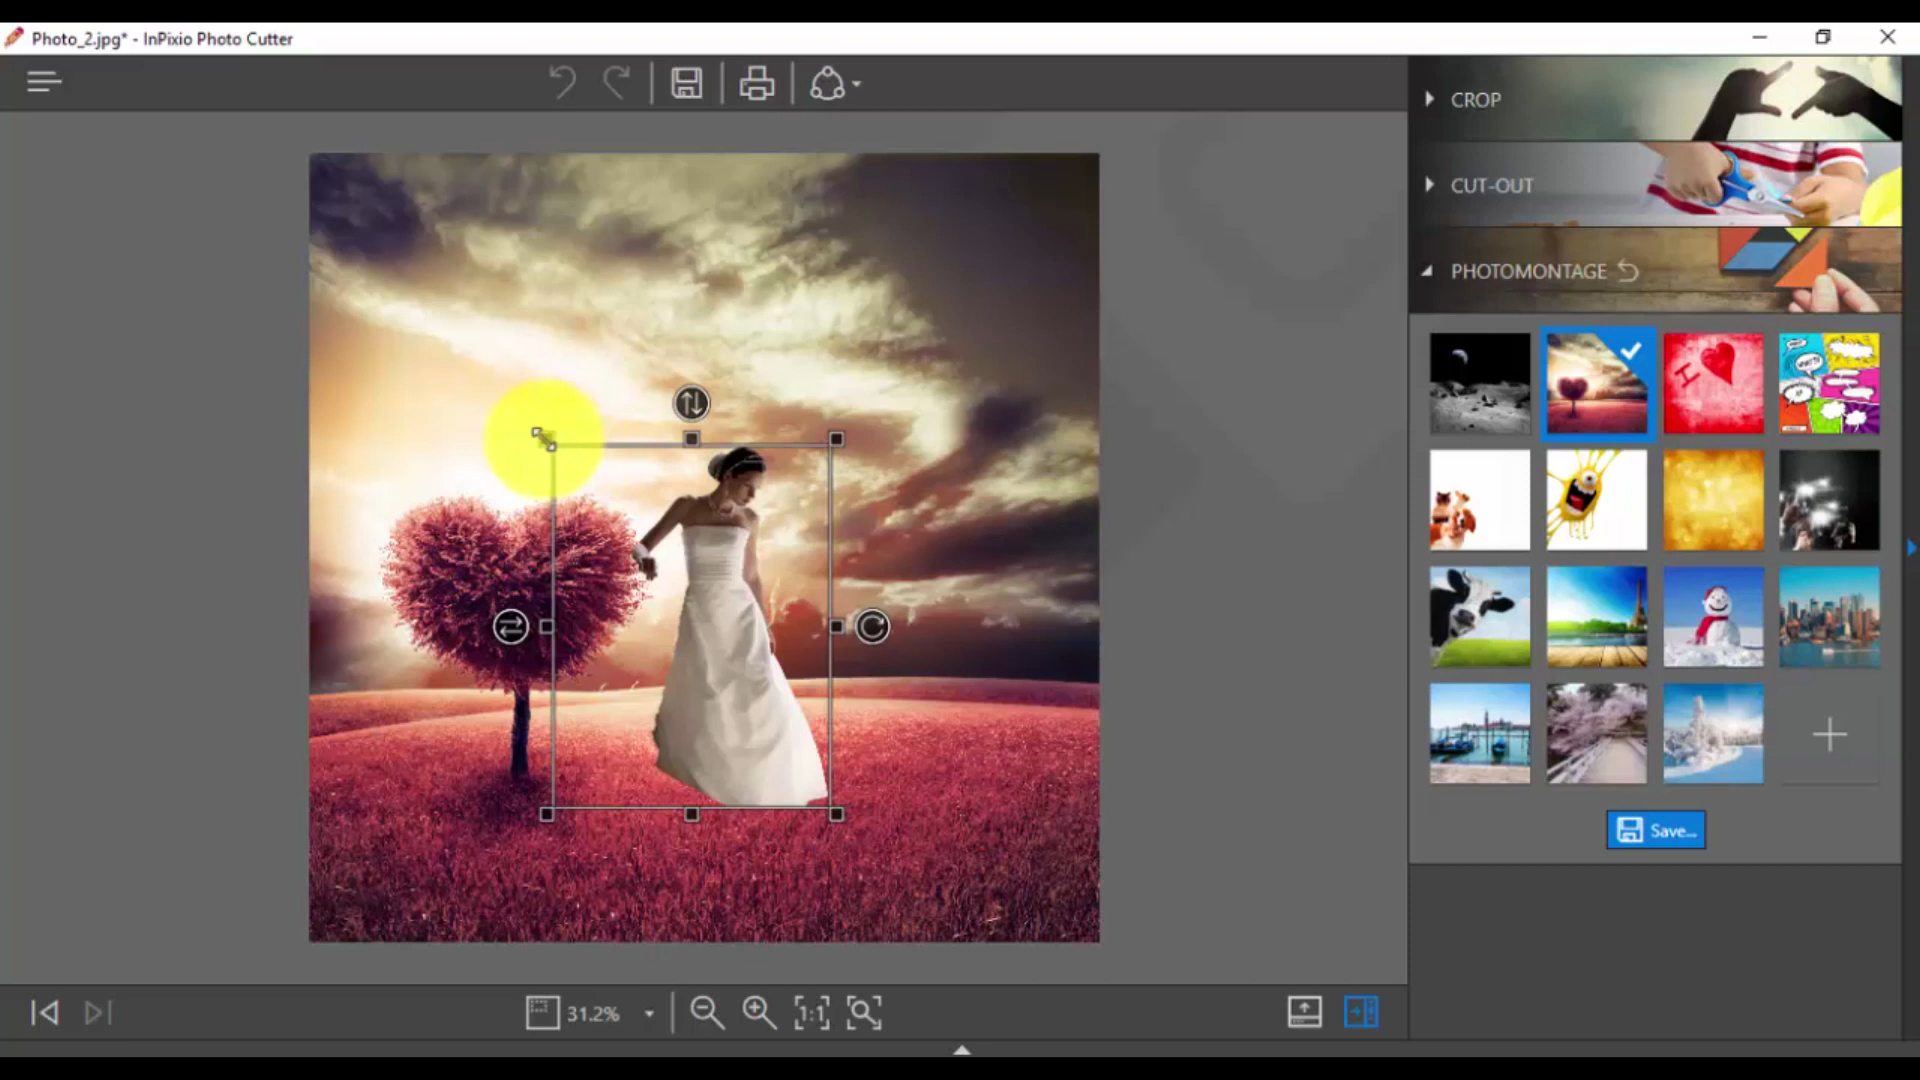 Photo_2.jpg* - InPixio Photo Cutter
CROP
CUT-OUT
PHOTOMONTAGE
I
31.2%
1:1
Save...